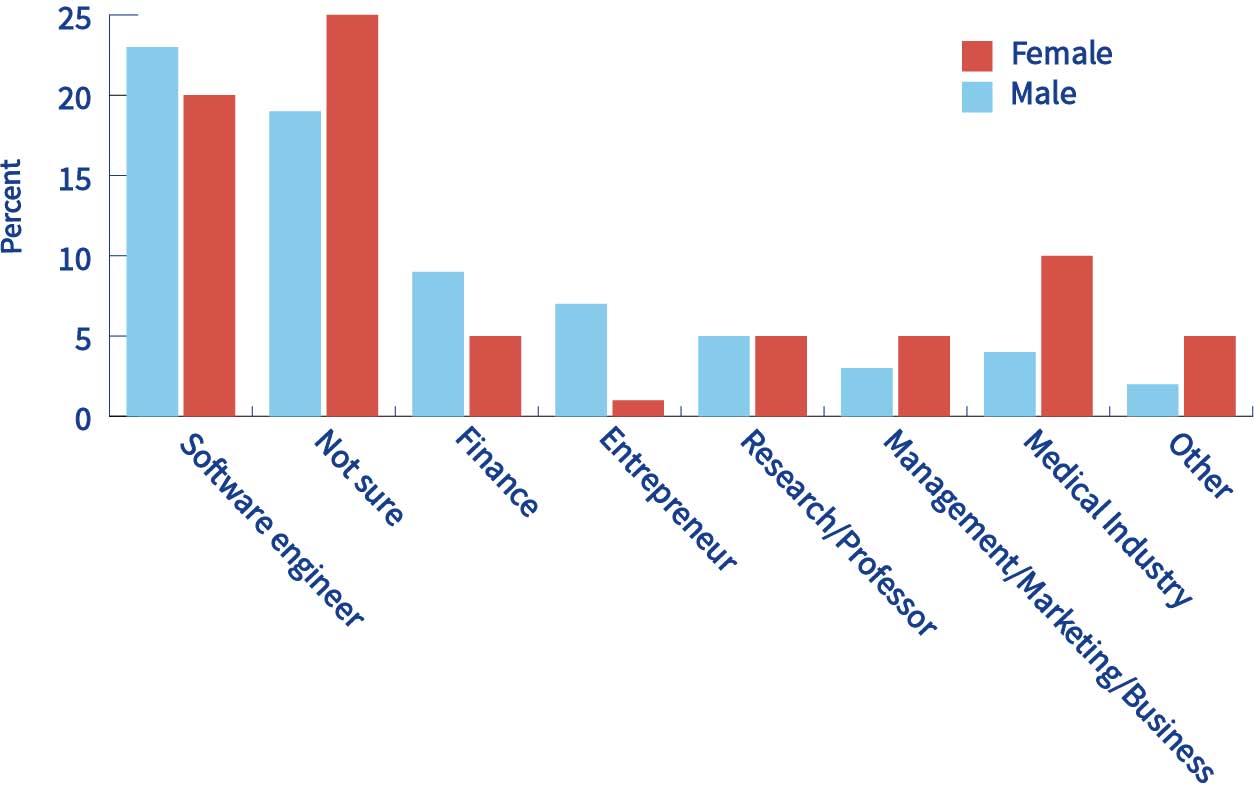 Percent
25
20
15
10
5
0
Female
Male
Software engineer
Not sure
Finance
Entrepreneur
Research/Professor
Management/Marketing/Business
Medical Industry
Other